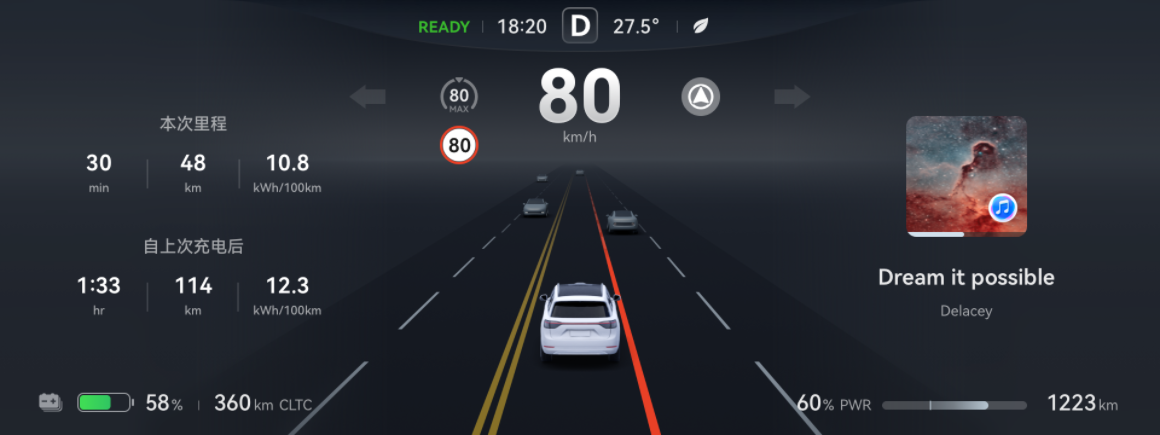 READY 18:20 D 27.5°
80
MAX
80
km/h
80
本次里程
30 48 10.8
min km kWh/100km
自上次充电后
1:33 114 12.3
hr km kWh/100km
58% 360 km CLTC
Dream it possible
Delacey
60% PWR 1223 km